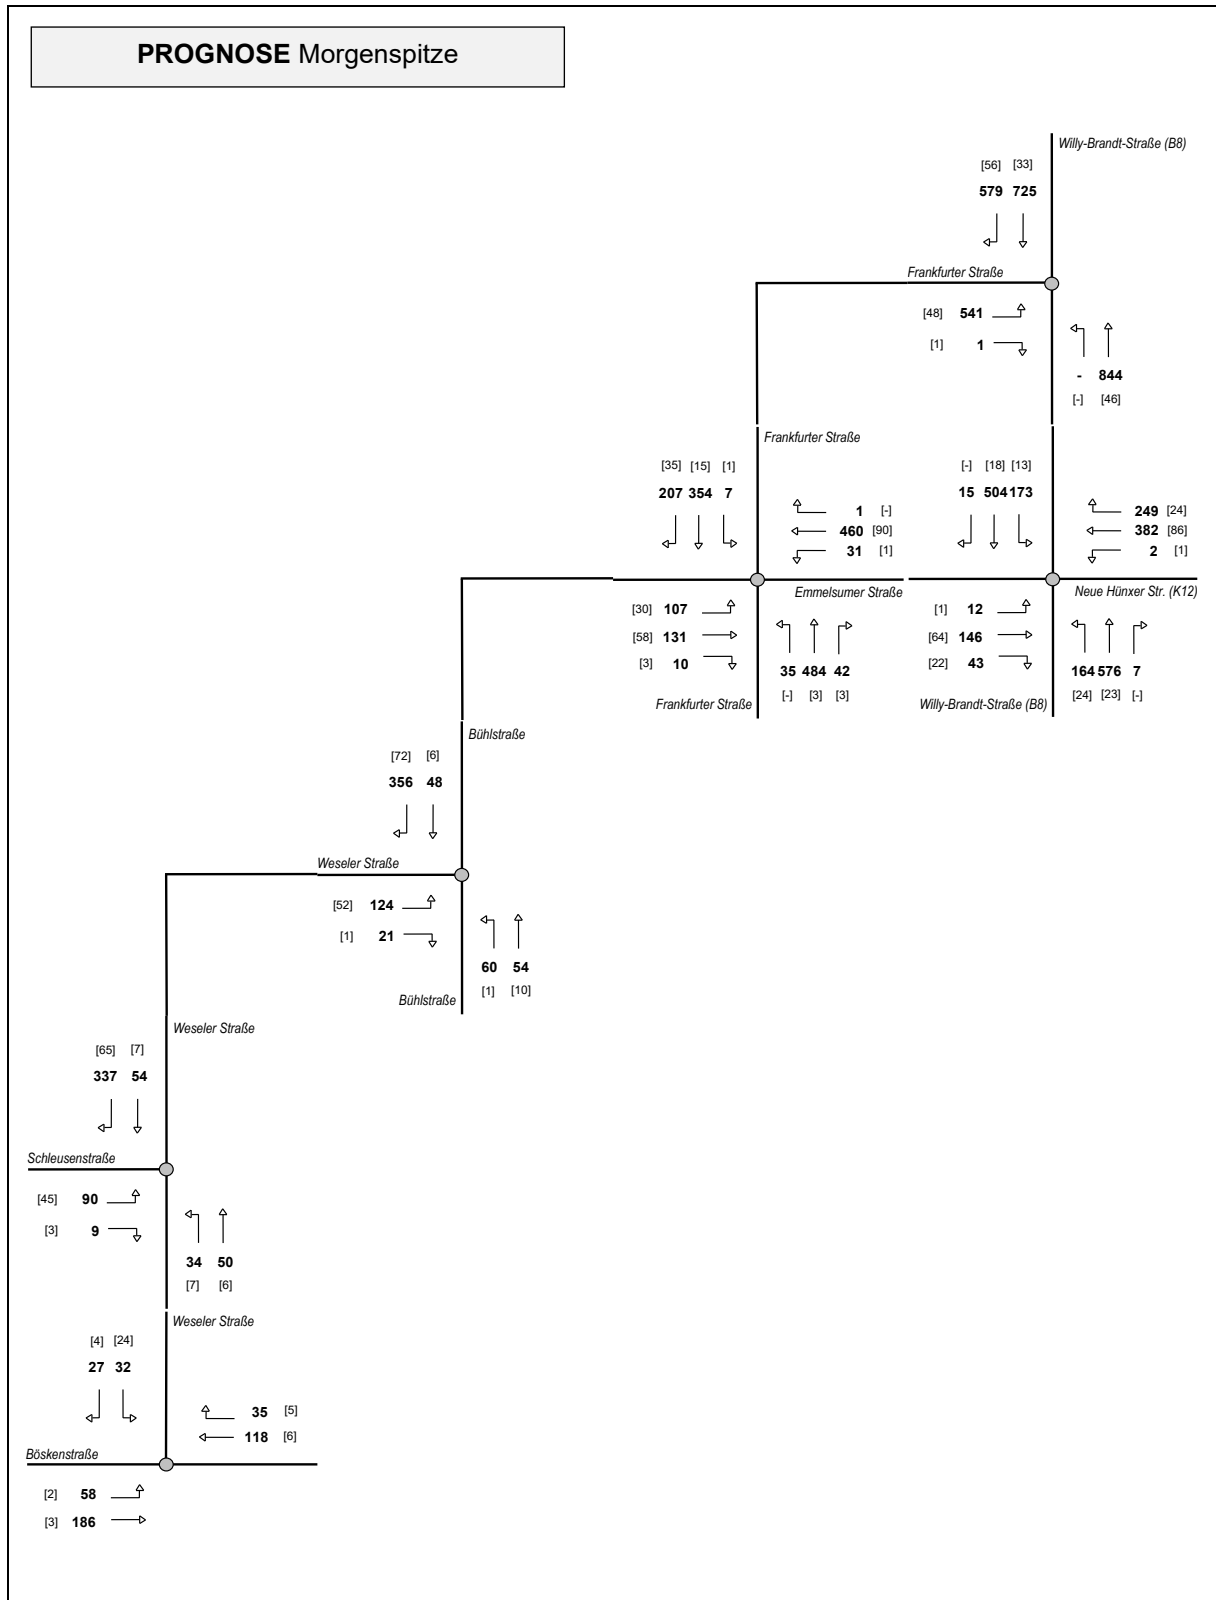 PROGNOSE Morgenspitze
Willy-Brandt-Straße (B8)
[56] [33]
579 725
Frankfurter Straße
[48] 541
[1] 1
- 844
[-] [46]
Frankfurter Straße
[35] [15] [1]
207 354 7
1 [-]
460 [90]
31 [1]
Emmelsumer Straße
[30] 107
[58] 131
[3] 10
35 484 42
[-] [3] [3]
Frankfurter Straße
[-] [18] [13]
15 504 173
249 [24]
382 [86]
2 [1]
Neue Hünxer Str. (K12)
[1] 12
[64] 146
[22] 43
164 576 7
[24] [23] [-]
Willy-Brandt-Straße (B8)
Bühlstraße
[72] [6]
356 48
Weseler Straße
[52] 124
[1] 21
60 54
[1] [10]
Bühlstraße
Weseler Straße
[65] [7]
337 54
Schleusenstraße
[45] 90
[3] 9
34 50
[7] [6]
Weseler Straße
[4] [24]
27 32
35 [5]
118 [6]
Böskenstraße
[2] 58
[3] 186